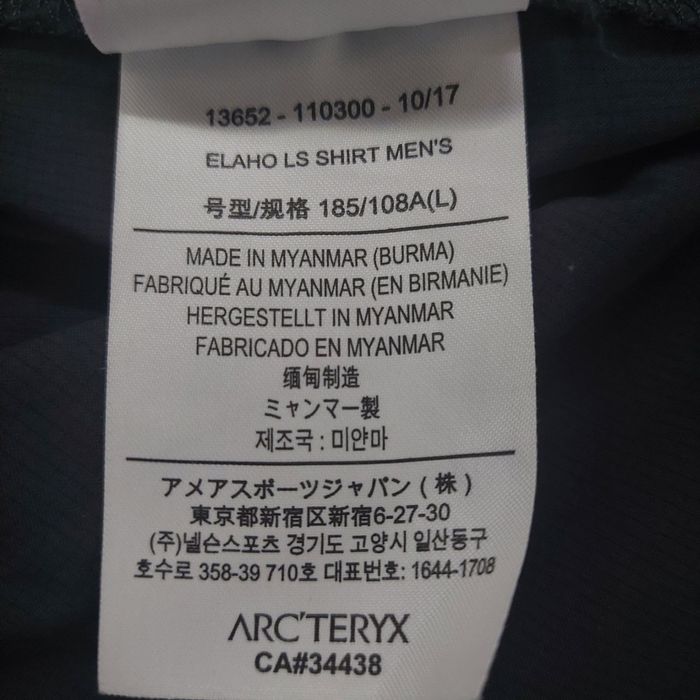 13652 - 110300 - 10/17
ELAHO LS SHIRT MEN'S
号型/规格 185/108A(L)
MADE IN MYANMAR (BURMA)
FABRIQUÉ AU MYANMAR (EN BIRMANIE)
HERGESTELLT IN MYANMAR
FABRICADO EN MYANMAR
缅甸制造
ミャンマー製
제조국 : 미얀마
アメアスポーツジャパン ( 株 )
東京都新宿区新宿6-27-30
(주)넬슨스포츠 경기도 고양시 일산동구
호수로 358-39 710호 대표번호: 1644-1708
ARC'TERYX
CA#34438